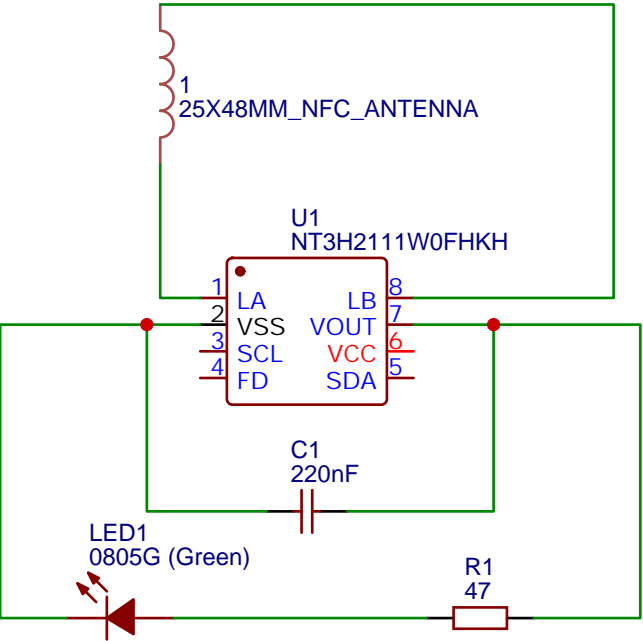 1
25X48MM_NFC_ANTENNA
U1
NT3H2111W0FHKH
1 LA LB 8
2 VSS VOUT 7
3 SCL VCC 6
4 FD SDA 5
C1
220nF
LED1
0805G (Green)
R1
47